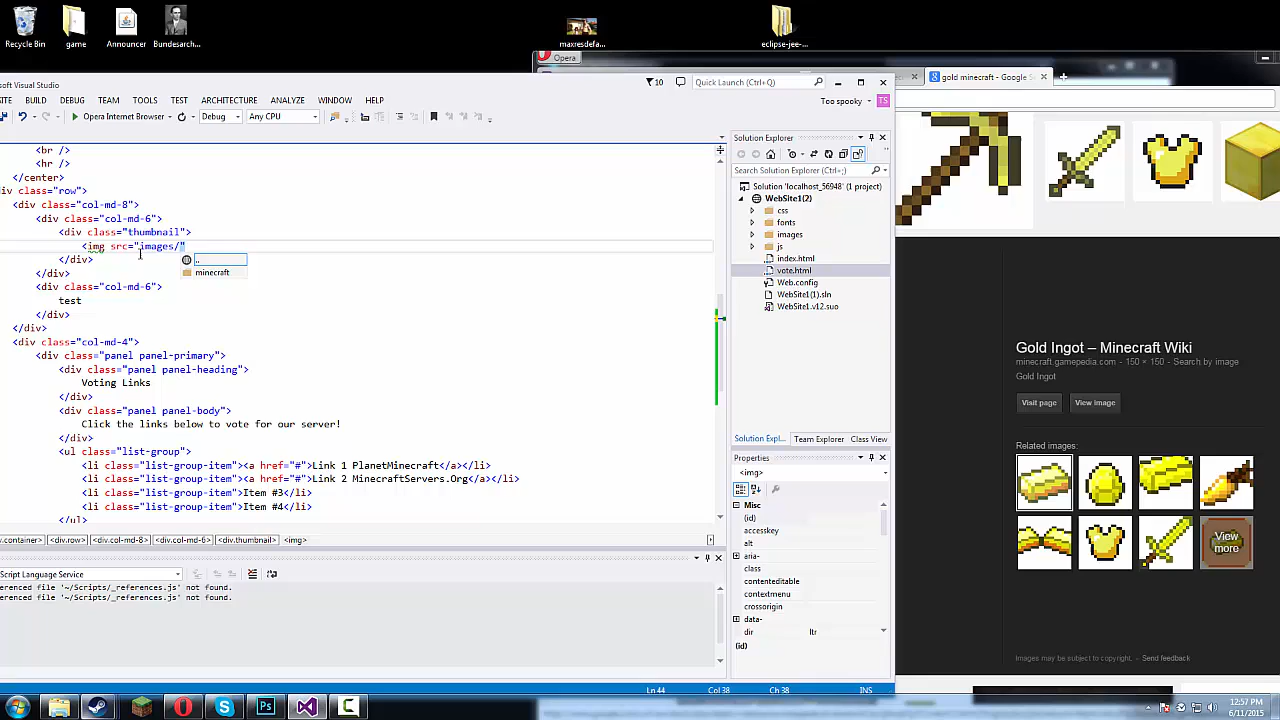 Recycle Bin
game
Announcer
Bundesarch...
maxresdefa...
eclipse-jee-...
Opera
soft Visual Studio
10
Quick Launch (Ctrl+Q)
gold minecraft - Google S
SITE BUILD DEBUG TEAM TOOLS TEST ARCHITECTURE ANALYZE WINDOW HELP
Too spooky
TS
Opera Internet Browser
Debug
Any CPU
<br />
<hr />
</center>
div class="row">
<div class="col-md-8">
<div class="col-md-6">
<div class="thumbnail">
<img src="images/"
..
minecraft
</div>
</div>
<div class="col-md-6">
test
</div>
</div>
<div class="col-md-4">
<div class="panel panel-primary">
<div class="panel panel-heading">
Voting Links
</div>
<div class="panel panel-body">
Click the links below to vote for our server!
</div>
<ul class="list-group">
<li class="list-group-item"><a href="#">Link 1 PlanetMinecraft</a></li>
<li class="list-group-item"><a href="#">Link 2 MinecraftServers.Org</a></li>
<li class="list-group-item">Item #3</li>
<li class="list-group-item">Item #4</li>
</ul>
v.container> <div.row> <div.col-md-8> <div.col-md-6> <div.thumbnail> <img>
Script Language Service
erenced file '~/Scripts/_references.js' not found.
erenced file '~/Scripts/_references.js' not found.
Solution Explorer
Search Solution Explorer (Ctrl+;)
Solution 'localhost_56948' (1 project)
WebSite1(2)
css
fonts
images
js
index.html
vote.html
Web.config
WebSite1(1).sln
WebSite1.v12.suo
Solution Expl... Team Explorer Class View
Properties
<img>
Misc
(id)
accesskey
alt
aria-
class
contenteditable
contextmenu
crossorigin
data-
dir ltr
(id)
Ln 44 Col 38 Ch 38 INS
Gold Ingot – Minecraft Wiki
minecraft.gamepedia.com - 150 × 150 - Search by image
Gold Ingot
Visit page
View image
Related images:
View more
Images may be subject to copyright. - Send feedback
12:57 PM
6/11/2015